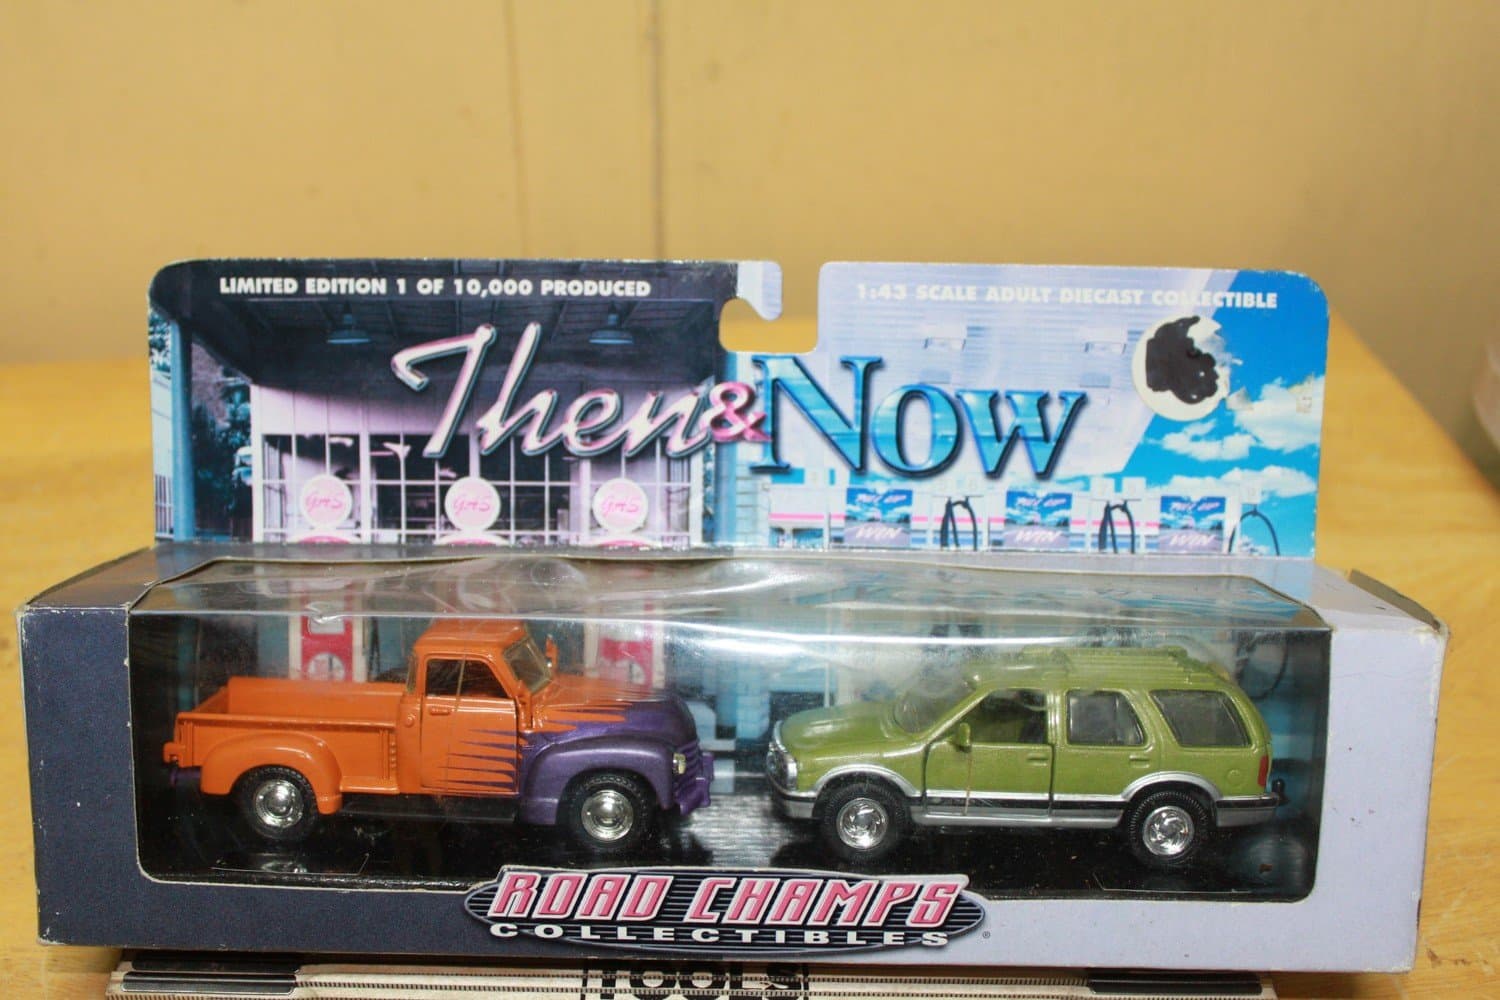 LIMITED EDITION 1 OF 10,000 PRODUCED
1:43 SCALE ADULT DIECAST COLLECTIBLE
Then & Now
GAS GAS GAS
WIN WIN WIN
ROAD CHAMPS
COLLECTIBLES
TOOLS